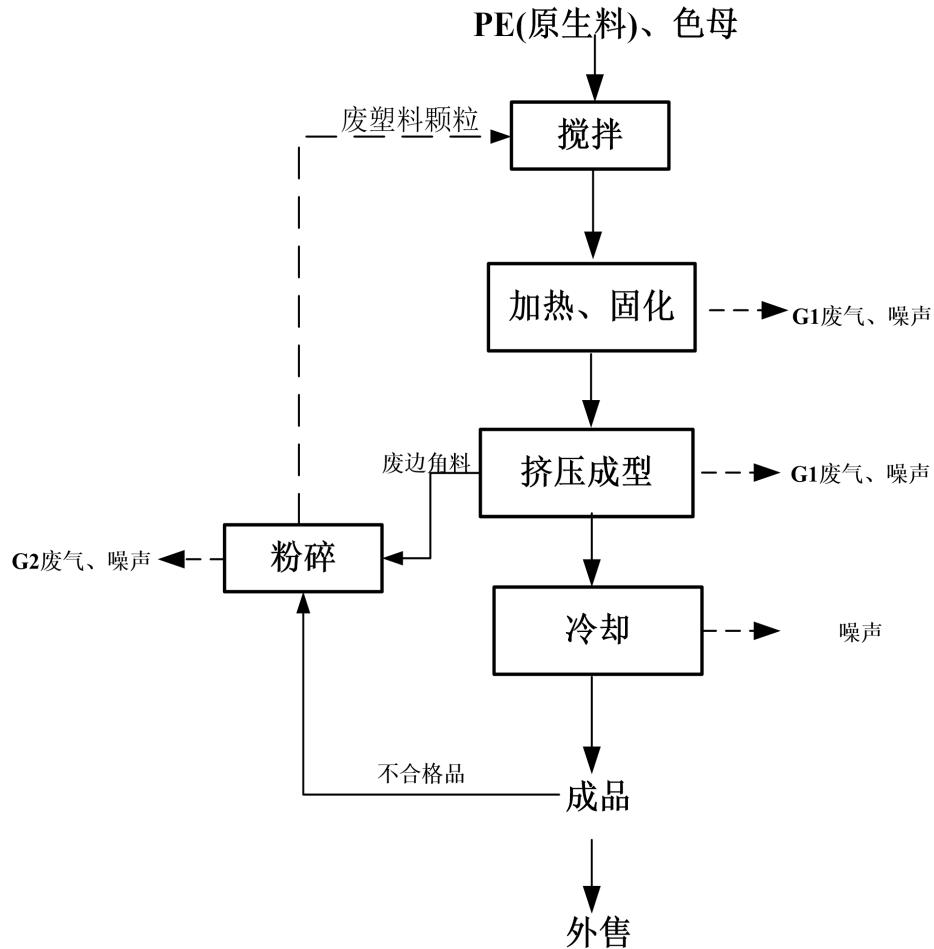 PE(原生料)、色母
废塑料颗粒
搅拌
加热、固化
G1废气、噪声
废边角料
挤压成型
G1废气、噪声
G2废气、噪声
粉碎
冷却
噪声
不合格品
成品
外售